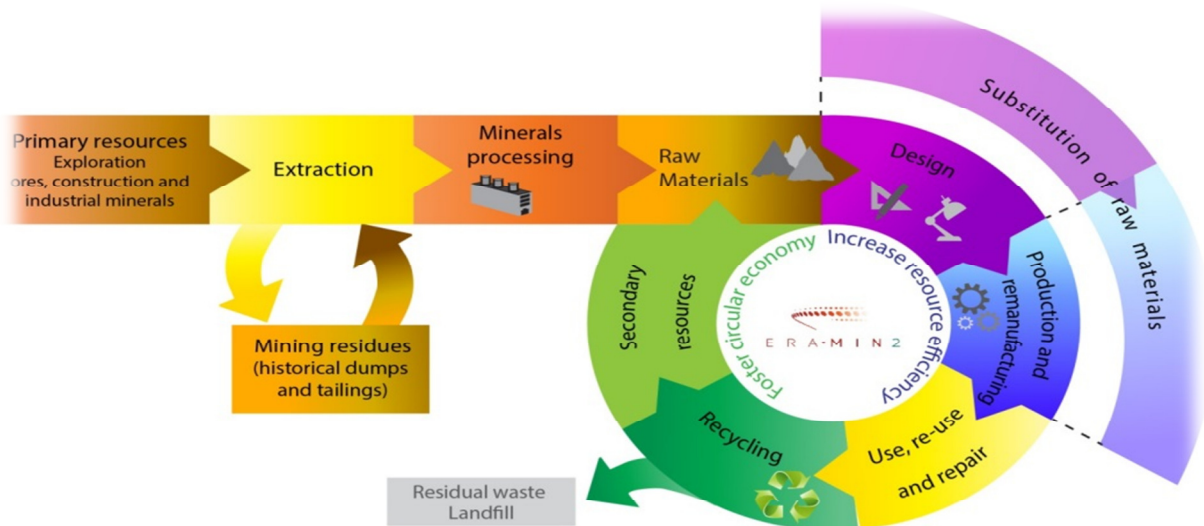 Primary resources
Exploration
ores, construction and
industrial minerals
Extraction
Minerals
processing
Raw
Materials
Design
Substitution of raw materials
Production and
remanufacturing
Use, re-use
and repair
Recycling
Secondary
resources
Foster circular economy
Increase resource efficiency
ERA-MIN2
Mining residues
(historical dumps
and tailings)
Residual waste
Landfill